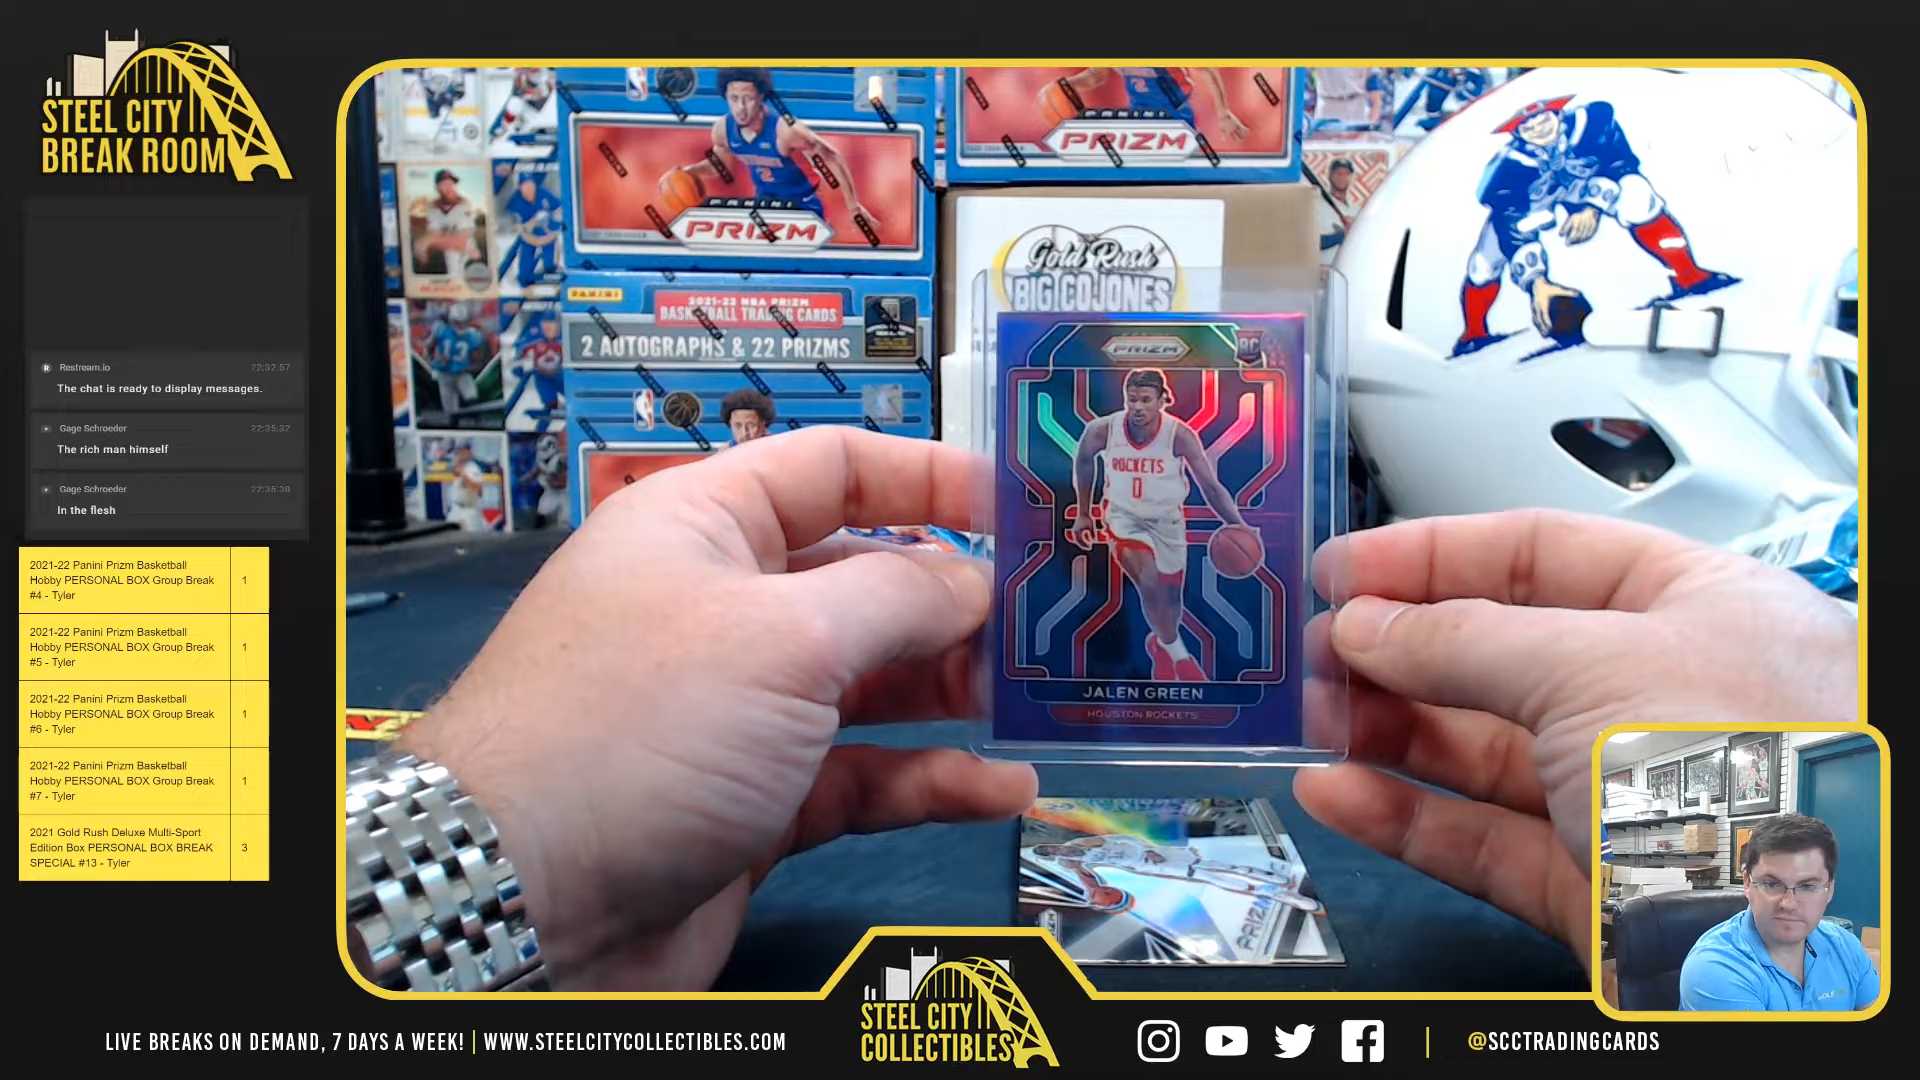 STEEL CITY
BREAK ROOM
Restream.io 22:32:57
The chat is ready to display messages.
Gage Schroeder 22:35:32
The rich man himself
Gage Schroeder 22:35:38
In the flesh
2021-22 Panini Prizm Basketball
Hobby PERSONAL BOX Group Break
#4 - Tyler
1
2021-22 Panini Prizm Basketball
Hobby PERSONAL BOX Group Break
#5 - Tyler
1
2021-22 Panini Prizm Basketball
Hobby PERSONAL BOX Group Break
#6 - Tyler
1
2021-22 Panini Prizm Basketball
Hobby PERSONAL BOX Group Break
#7 - Tyler
1
2021 Gold Rush Deluxe Multi-Sport
Edition Box PERSONAL BOX BREAK
SPECIAL #13 - Tyler
3
PRIZM
PANINI
PRIZM
PANINI
2021-22 NBA PRIZM
BASKETBALL TRADING CARDS
2 AUTOGRAPHS & 22 PRIZMS
Gold Rush
BIG COJONES
PRIZM
RC
ROCKETS
0
JALEN GREEN
HOUSTON ROCKETS
PRIZM
STEEL CITY
COLLECTIBLES
LIVE BREAKS ON DEMAND, 7 DAYS A WEEK! | WWW.STEELCITYCOLLECTIBLES.COM
| @SCCTRADINGCARDS